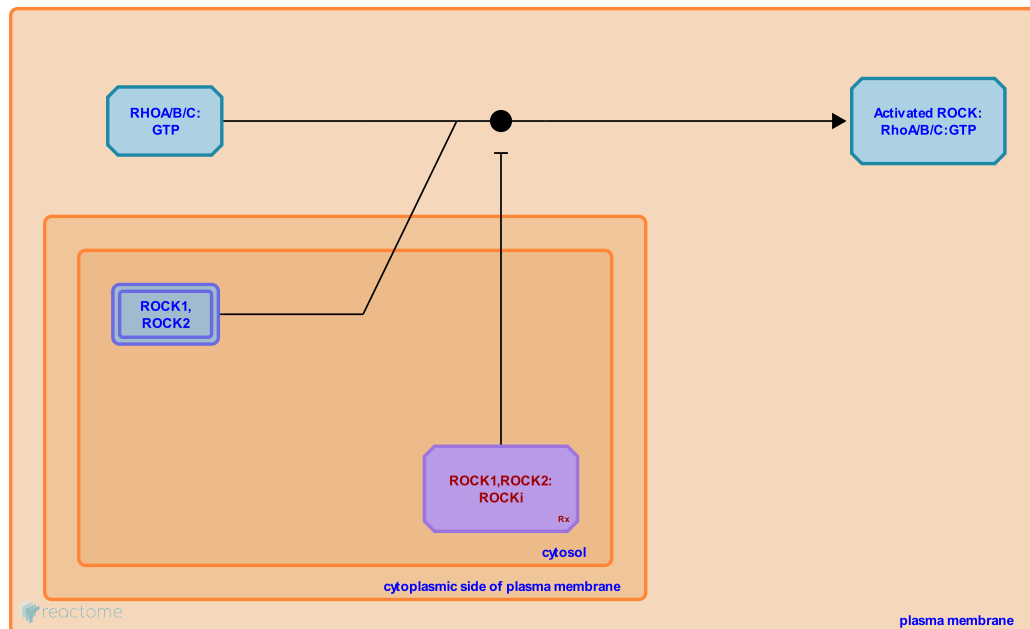 RHOA/B/C:
GTP
Activated ROCK:
RhoA/B/C:GTP
ROCK1,
ROCK2
ROCK1,ROCK2:
ROCKi
Rx
cytosol
cytoplasmic side of plasma membrane
reactome
plasma membrane